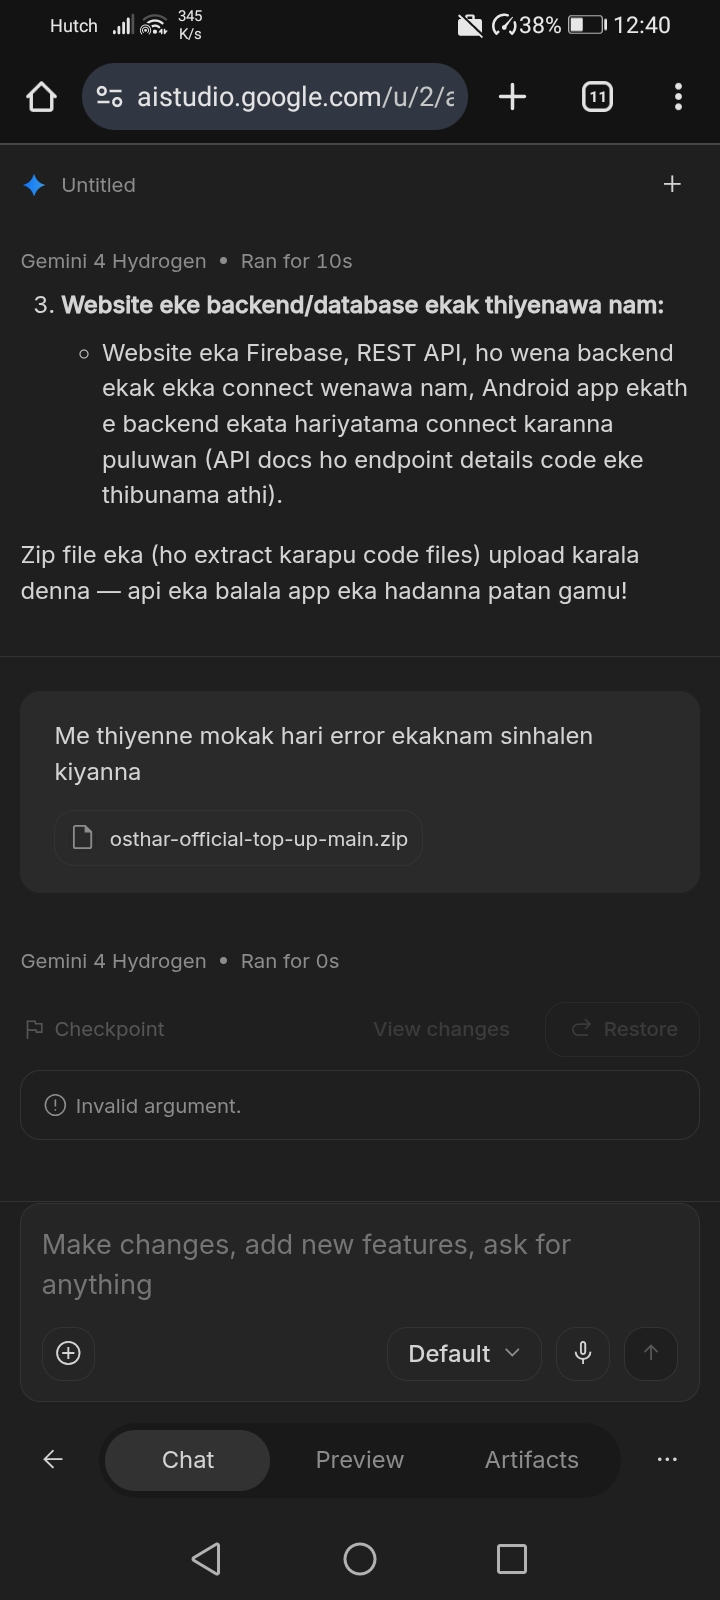 Hutch 345 K/s 38% 12:40
aistudio.google.com/u/2/a
11
Untitled
Gemini 4 Hydrogen • Ran for 10s
3. Website eke backend/database ekak thiyenawa nam:
Website eka Firebase, REST API, ho wena backend
ekak ekka connect wenawa nam, Android app ekath
e backend ekata hariyatama connect karanna
puluwan (API docs ho endpoint details code eke
thibunama athi).
Zip file eka (ho extract karapu code files) upload karala
denna — api eka balala app eka hadanna patan gamu!
Me thiyenne mokak hari error ekaknam sinhalen
kiyanna
osthar-official-top-up-main.zip
Gemini 4 Hydrogen • Ran for 0s
Checkpoint View changes Restore
Invalid argument.
Make changes, add new features, ask for
anything
Default
Chat Preview Artifacts